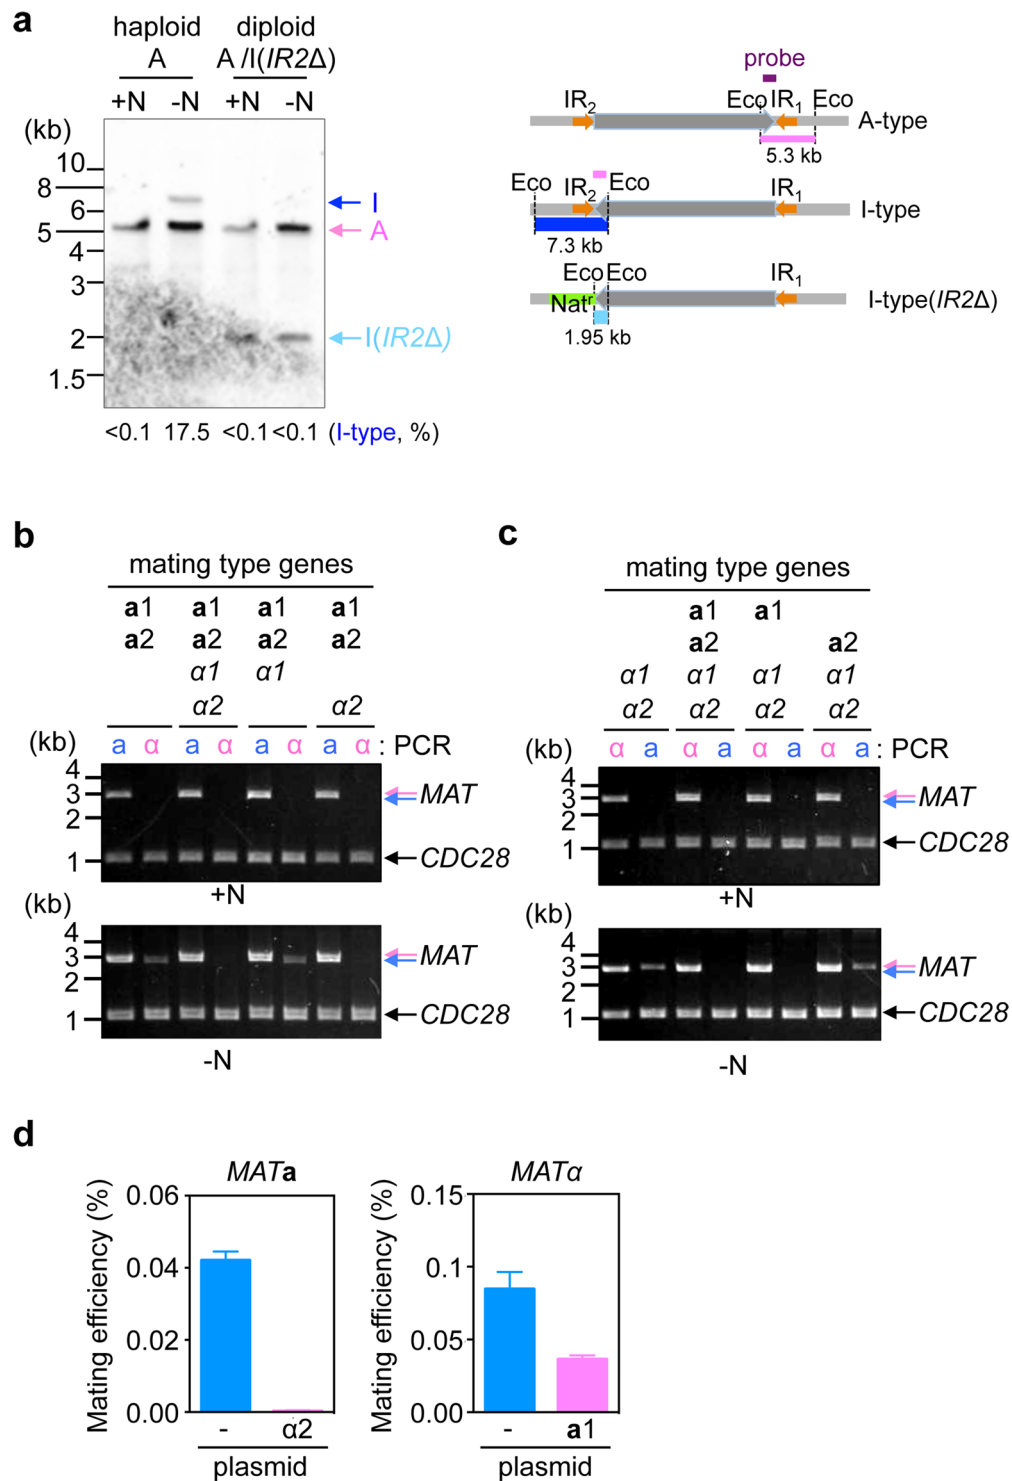 a
haploid diploid
A A/I(IR2Δ)
+N -N +N -N
(kb)
10
8
6
5
4
3
2
1.5
I
A
I(IR2Δ)
<0.1 17.5 <0.1 <0.1 (I-type, %)
probe
IR2 Eco IR1 Eco
A-type
5.3 kb
Eco IR2 Eco IR1
I-type
7.3 kb
Eco Eco IR1
Natr
I-type(IR2Δ)
1.95 kb
b
mating type genes
a1 a1 a1 a1
a2 a2 a2 a2
α1 α1
α2 α2
(kb) a α a α a α a α : PCR
4
3
2
1
MAT
CDC28
+N
(kb)
4
3
2
1
MAT
CDC28
-N
c
mating type genes
a1 a1
a2 a2
α1 α1 α1 α1
α2 α2 α2 α2
(kb) α a α a α a α a : PCR
4
3
2
1
MAT
CDC28
+N
(kb)
4
3
2
1
MAT
CDC28
-N
d
MATa
Mating efficiency (%)
0.06
0.04
0.02
0.00
- α2
plasmid
MATα
Mating efficiency (%)
0.15
0.1
0.05
0.00
- a1
plasmid